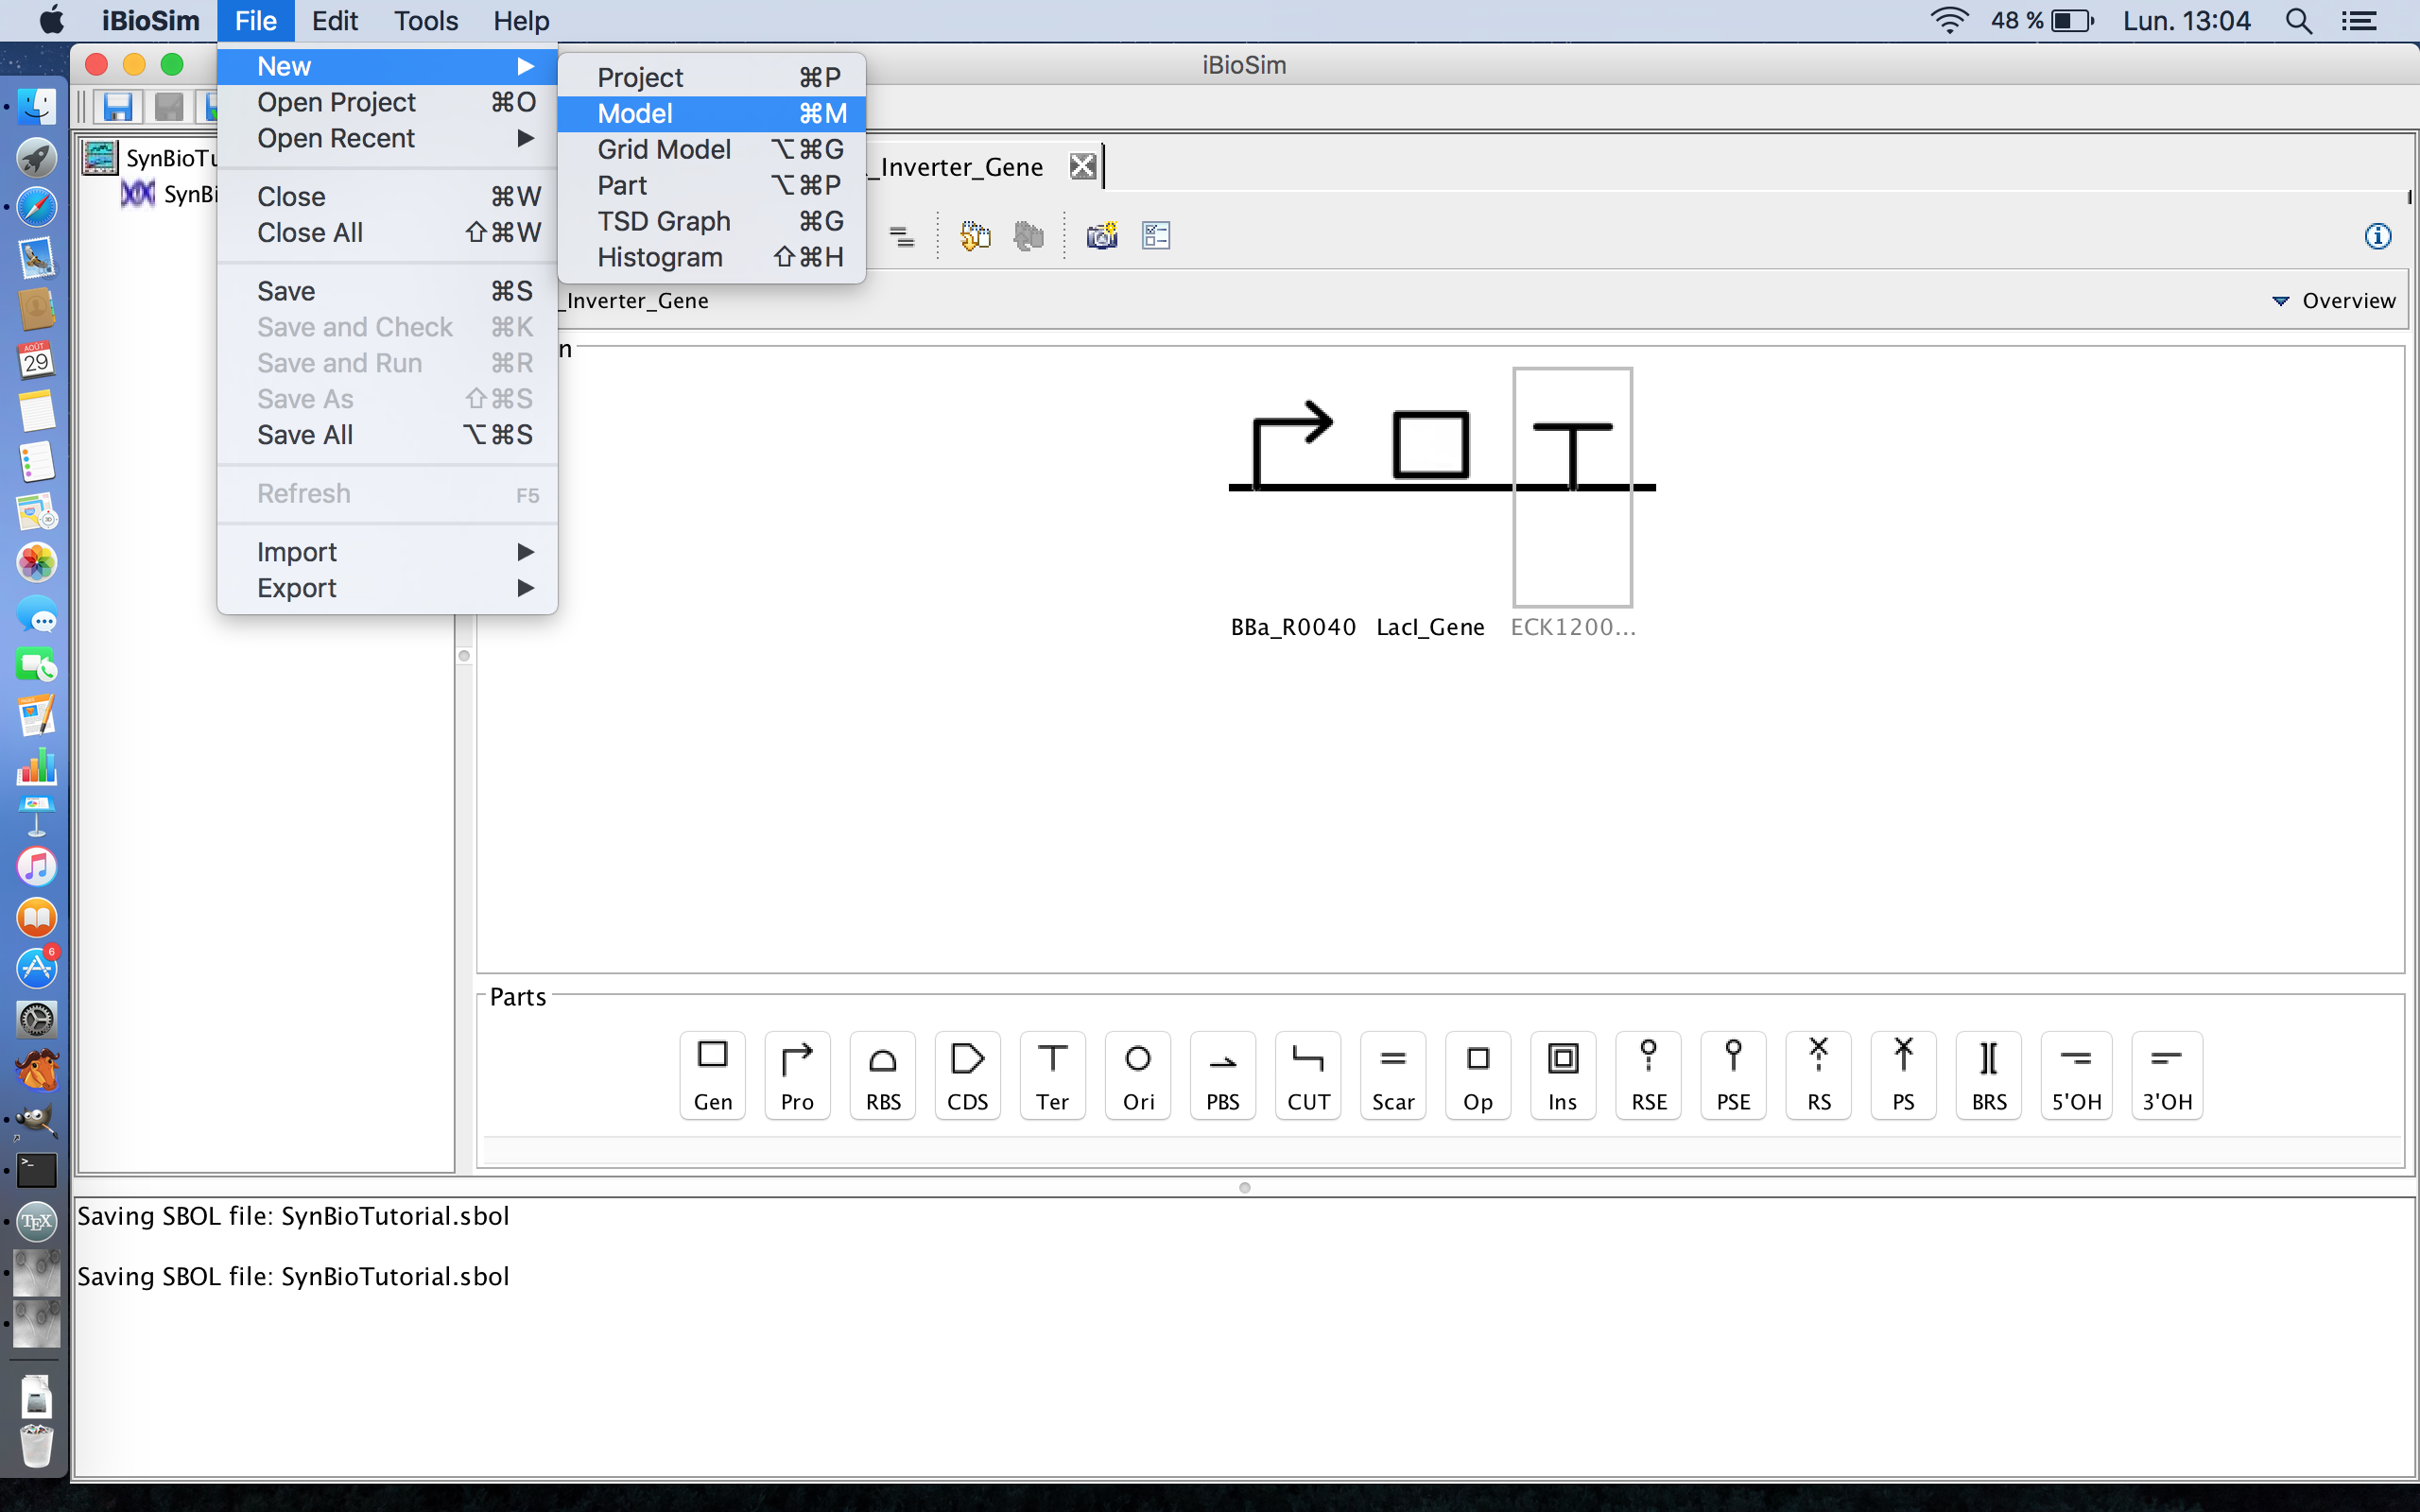 iBioSim File Edit Tools Help 48 % Lun. 13:04
iBioSim
New
Open Project ⌘O
Open Recent
Close ⌘W
Close All ⇧⌘W
Save ⌘S
Save and Check ⌘K
Save and Run ⌘R
Save As ⇧⌘S
Save All ⌥⌘S
Refresh F5
Import
Export
Project ⌘P
Model ⌘M
Grid Model ⌥⌘G
Part ⌥⌘P
TSD Graph ⌘G
Histogram ⇧⌘H
SynBioTu
SynBi
_Inverter_Gene
_Inverter_Gene
Overview
n
BBa_R0040 LacI_Gene ECK1200...
Parts
Gen Pro RBS CDS Ter Ori PBS CUT Scar Op Ins RSE PSE RS PS BRS 5'OH 3'OH
Saving SBOL file: SynBioTutorial.sbol
Saving SBOL file: SynBioTutorial.sbol
AOÛT
29
6
TEX